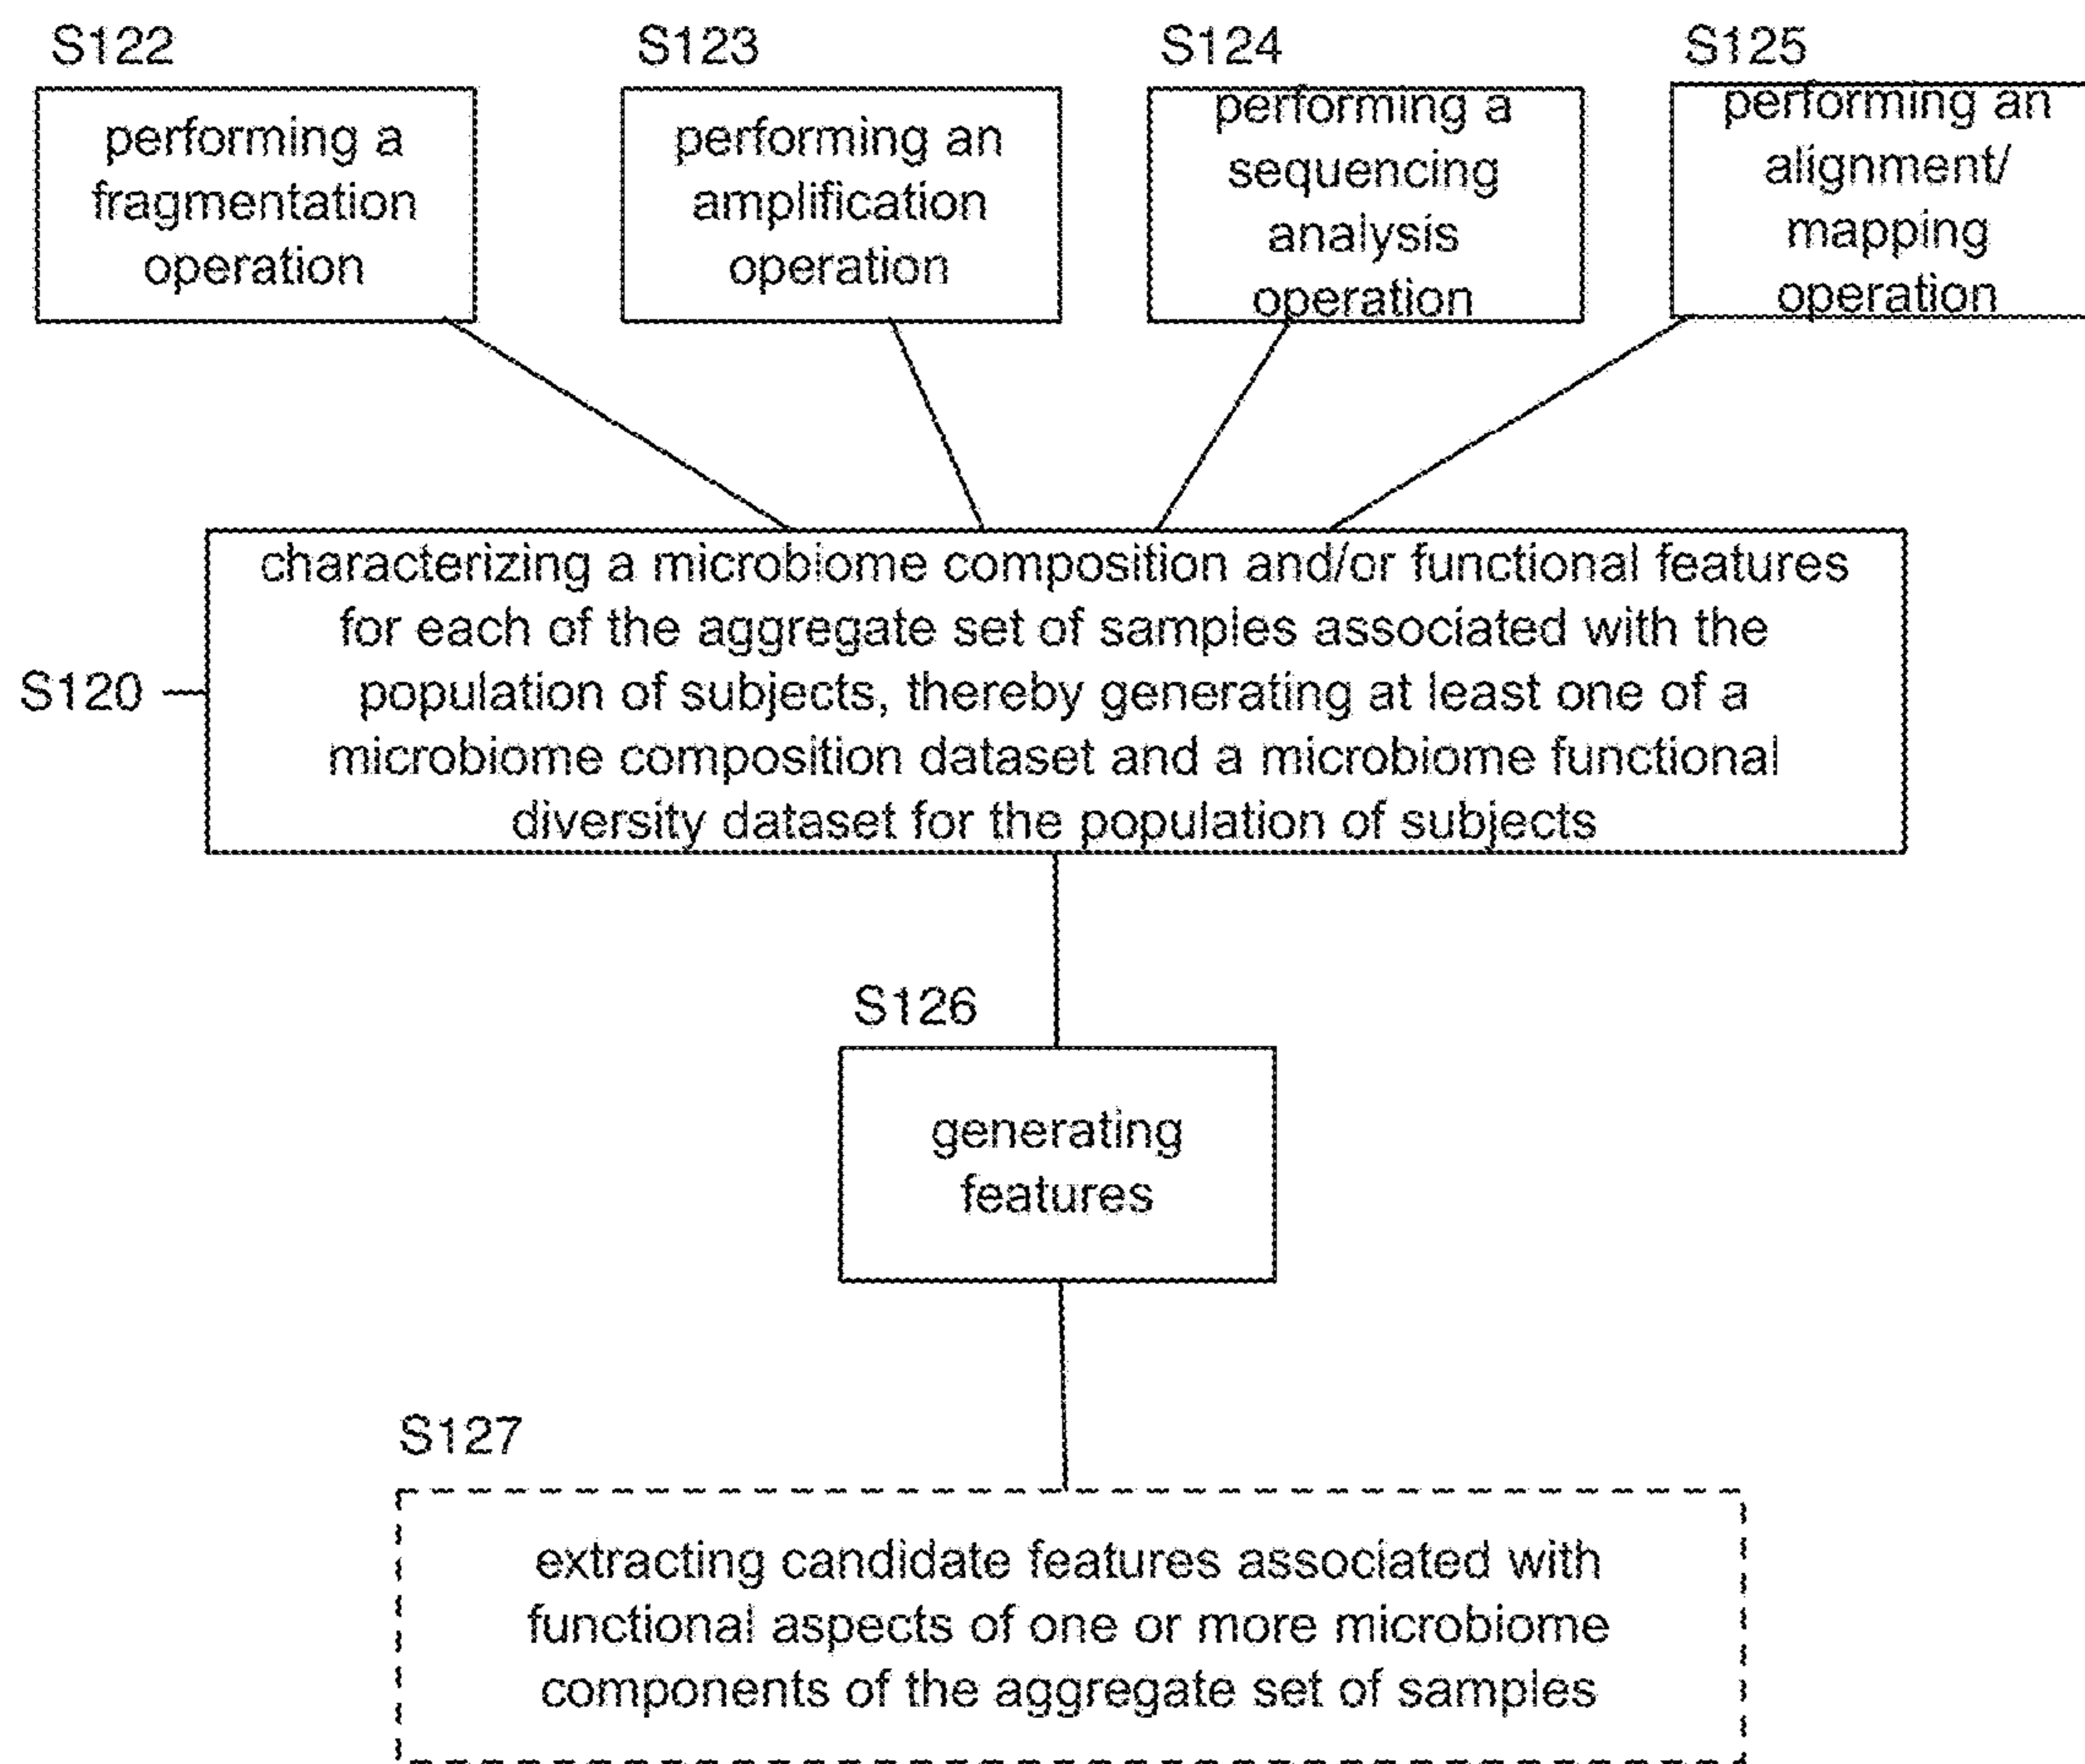 S122
performing a
fragmentation
operation
S123
performing an
amplification
operation
S124
performing a
sequencing
analysis
operation
S125
performing an
alignment/
mapping
operation
S120
characterizing a microbiome composition and/or functional features
for each of the aggregate set of samples associated with the
population of subjects, thereby generating at least one of a
microbiome composition dataset and a microbiome functional
diversity dataset for the population of subjects
S126
generating
features
S127
extracting candidate features associated with
functional aspects of one or more microbiome
components of the aggregate set of samples